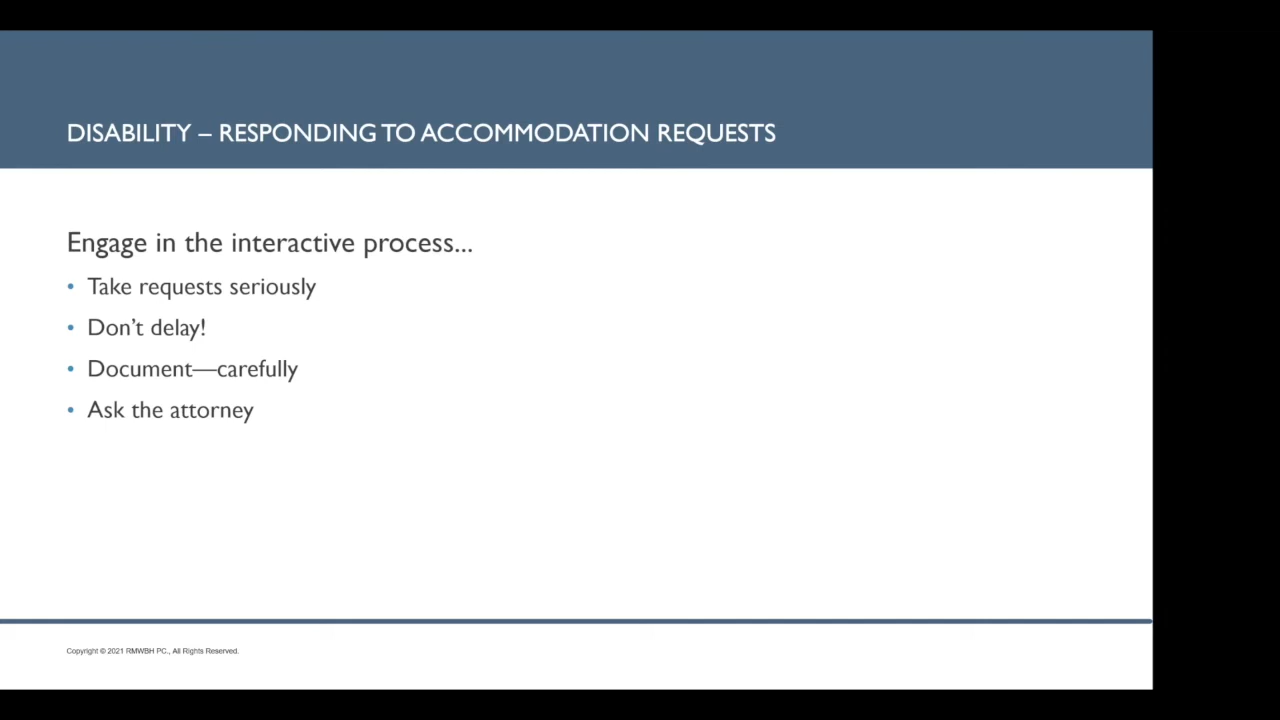 DISABILITY – RESPONDING TO ACCOMMODATION REQUESTS
Engage in the interactive process...
• Take requests seriously
• Don’t delay!
• Document—carefully
• Ask the attorney
Copyright © 2021 RMWBH PC., All Rights Reserved.